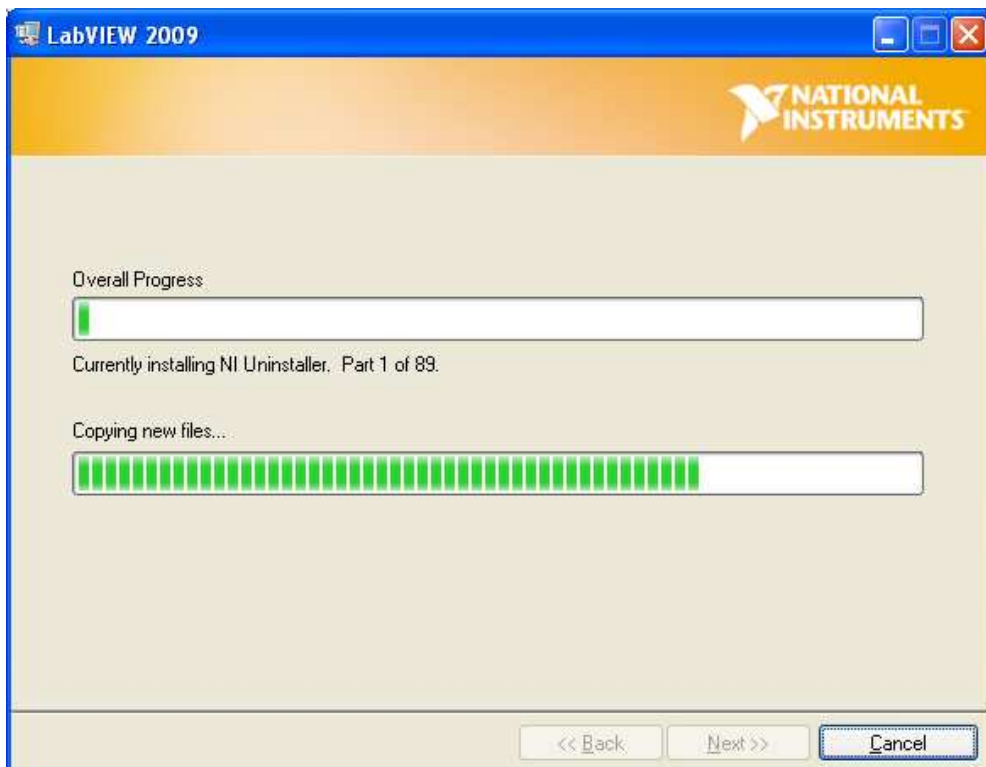 LabVIEW 2009
NATIONAL
INSTRUMENTS
Overall Progress
Currently installing NI Uninstaller. Part 1 of 89.
Copying new files...
<< Back
Next >>
Cancel